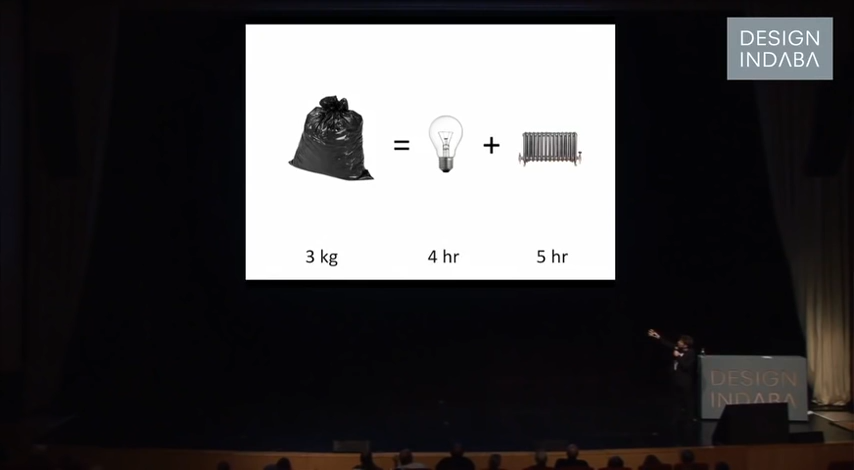 DESIGN
INDABA
=
+
3 kg
4 hr
5 hr
DESIGN
INDABA